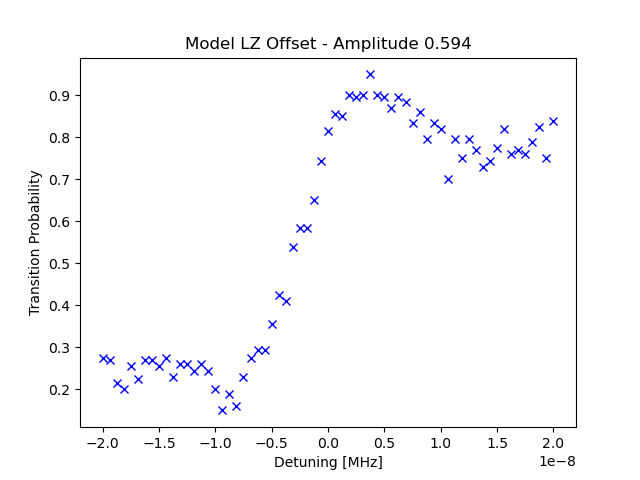 Model LZ Offset - Amplitude 0.594
Transition Probability
0.9
0.8
0.7
0.6
0.5
0.4
0.3
0.2
−2.0 −1.5 −1.0 −0.5 0.0 0.5 1.0 1.5 2.0
1e−8
Detuning [MHz]